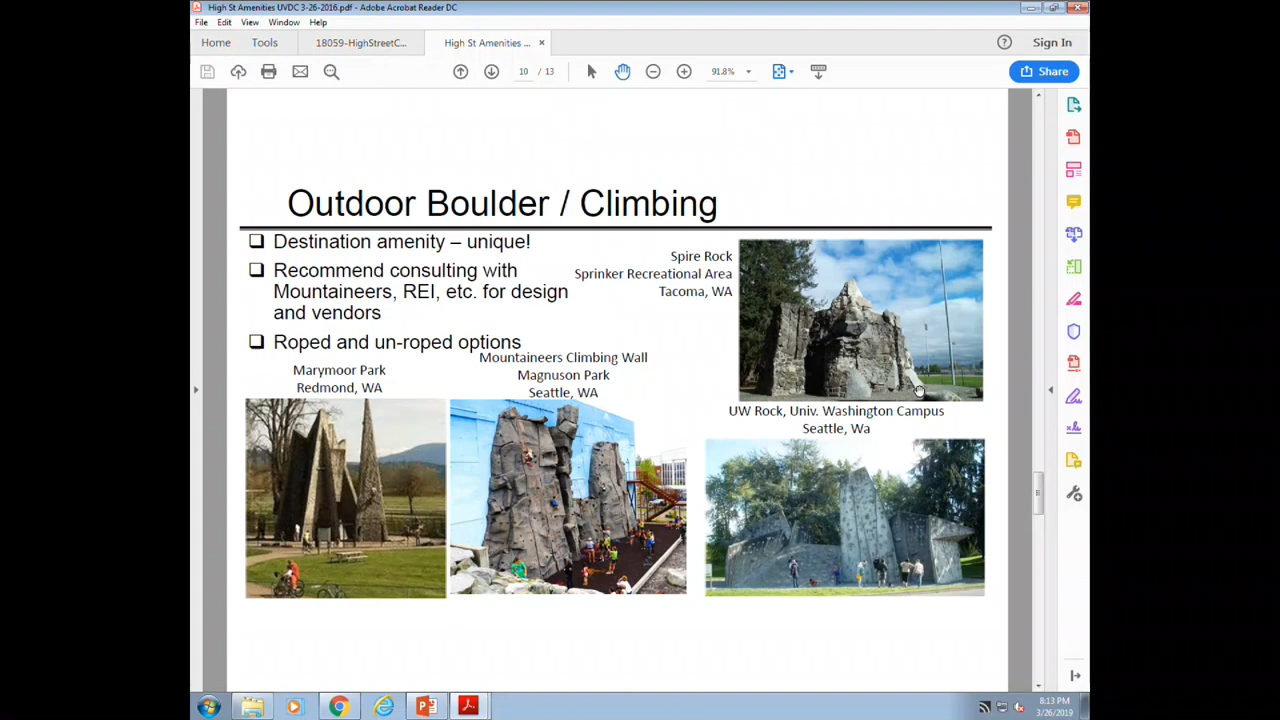 High St Amenities UVDC 3-26-2016.pdf - Adobe Acrobat Reader DC
File Edit View Window Help
Home Tools 18059-HighStreetC... High St Amenities ... × Sign In
10 / 13 91.8% Share
Outdoor Boulder / Climbing
Destination amenity – unique!
Recommend consulting with
Mountaineers, REI, etc. for design
and vendors
Roped and un-roped options
Spire Rock
Sprinker Recreational Area
Tacoma, WA
Marymoor Park
Redmond, WA
Mountaineers Climbing Wall
Magnuson Park
Seattle, WA
UW Rock, Univ. Washington Campus
Seattle, Wa
8:13 PM
3/26/2019